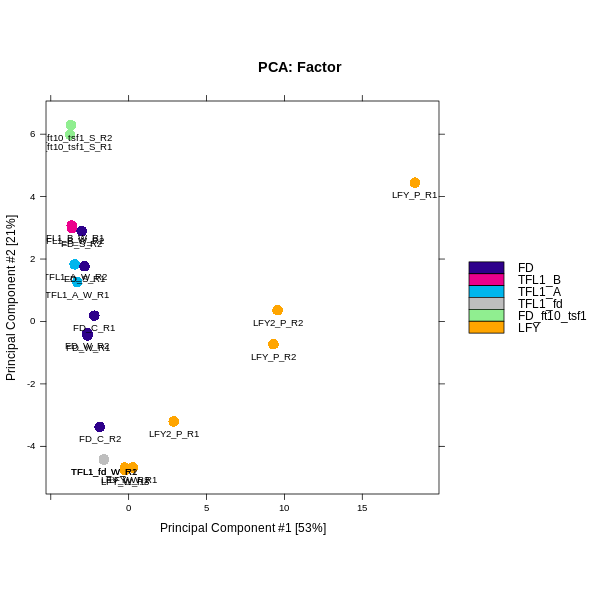 PCA: Factor
6
4
2
0
-2
-4
0
5
10
15
Principal Component #2 [21%]
Principal Component #1 [53%]
ft10_tsf1_S_R2
ft10_tsf1_S_R1
LFY_P_R1
TFL1_A_W_R2
TFL1_A_W_R1
FD_C_R1
LFY2_P_R2
FD_W_R2
FD_W_R1
LFY_P_R2
FD_C_R2
LFY2_P_R1
FD
TFL1_B
TFL1_A
TFL1_fd
FD_ft10_tsf1
LFY